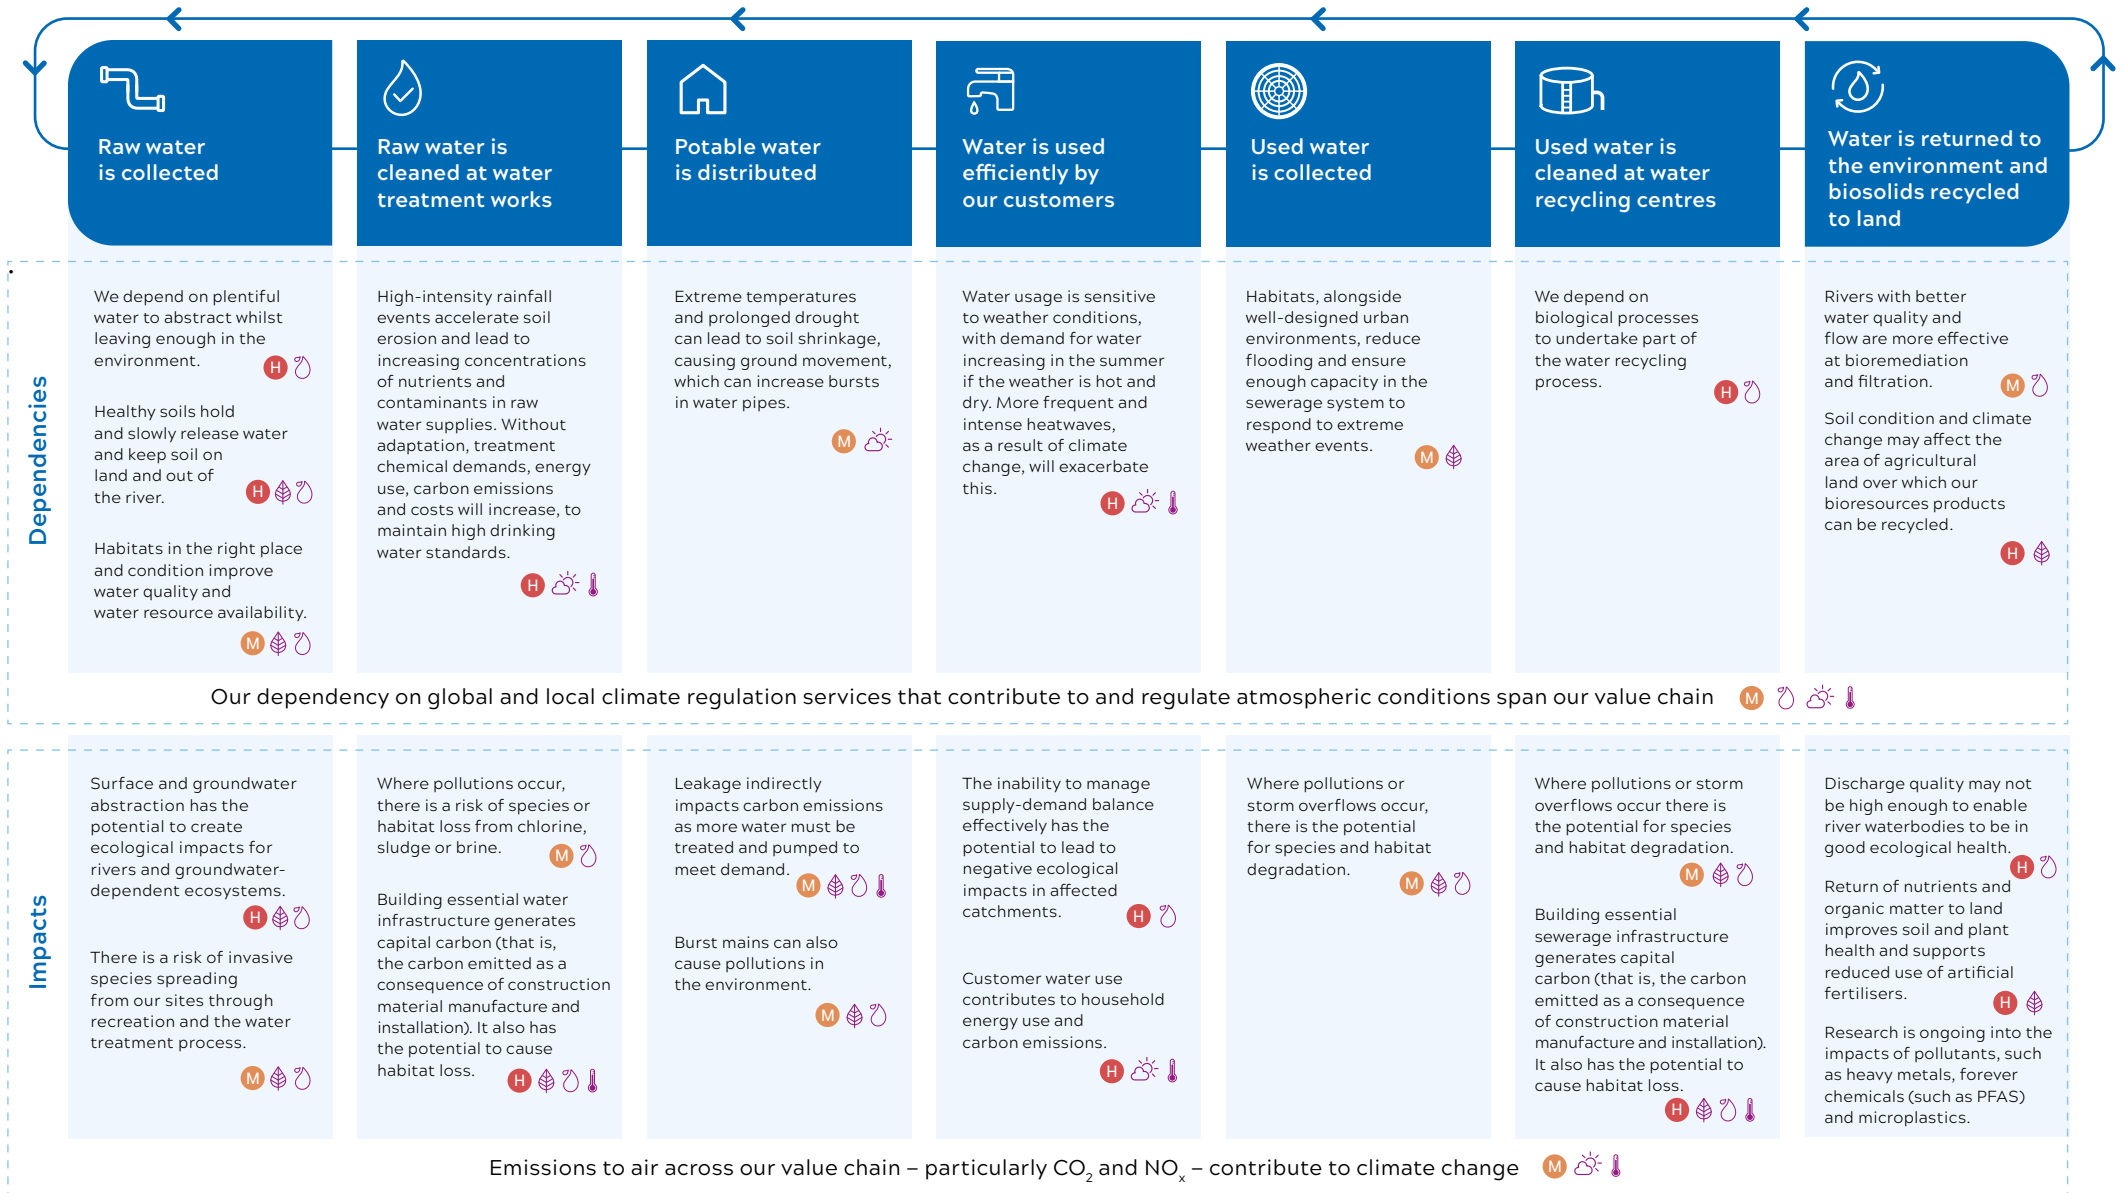 Raw water
is collected
Raw water is
cleaned at water
treatment works
Potable water
is distributed
Water is used
efficiently by
our customers
Used water
is collected
Used water is
cleaned at water
recycling centres
Water is returned to
the environment and
biosolids recycled
to land
Dependencies
We depend on plentiful
water to abstract whilst
leaving enough in the
environment.
H
Healthy soils hold
and slowly release water
and keep soil on
land and out of
the river.
H
Habitats in the right place
and condition improve
water quality and
water resource availability.
M
High-intensity rainfall
events accelerate soil
erosion and lead to
increasing concentrations
of nutrients and
contaminants in raw
water supplies. Without
adaptation, treatment
chemical demands, energy
use, carbon emissions
and costs will increase, to
maintain high drinking
water standards.
H
Extreme temperatures
and prolonged drought
can lead to soil shrinkage,
causing ground movement,
which can increase bursts
in water pipes.
M
Water usage is sensitive
to weather conditions,
with demand for water
increasing in the summer
if the weather is hot and
dry. More frequent and
intense heatwaves,
as a result of climate
change, will exacerbate
this.
H
Habitats, alongside
well-designed urban
environments, reduce
flooding and ensure
enough capacity in the
sewerage system to
respond to extreme
weather events.
M
We depend on
biological processes
to undertake part of
the water recycling
process.
H
Rivers with better
water quality and
flow are more effective
at bioremediation
and filtration.
M
Soil condition and climate
change may affect the
area of agricultural
land over which our
bioresources products
can be recycled.
H
Our dependency on global and local climate regulation services that contribute to and regulate atmospheric conditions span our value chain M
Impacts
Surface and groundwater
abstraction has the
potential to create
ecological impacts for
rivers and groundwater-
dependent ecosystems.
H
There is a risk of invasive
species spreading
from our sites through
recreation and the water
treatment process.
M
Where pollutions occur,
there is a risk of species or
habitat loss from chlorine,
sludge or brine.
M
Building essential water
infrastructure generates
capital carbon (that is,
the carbon emitted as a
consequence of construction
material manufacture and
installation). It also has
the potential to cause
habitat loss.
H
Leakage indirectly
impacts carbon emissions
as more water must be
treated and pumped to
meet demand.
M
Burst mains can also
cause pollutions in
the environment.
M
The inability to manage
supply-demand balance
effectively has the
potential to lead to
negative ecological
impacts in affected
catchments.
H
Customer water use
contributes to household
energy use and
carbon emissions.
H
Where pollutions or
storm overflows occur,
there is the potential
for species and habitat
degradation.
M
Where pollutions or storm
overflows occur there is
the potential for species
and habitat degradation.
M
Building essential
sewerage infrastructure
generates capital
carbon (that is, the carbon
emitted as a consequence
of construction material
manufacture and installation).
It also has the potential to
cause habitat loss.
H
Discharge quality may not
be high enough to enable
river waterbodies to be in
good ecological health.
H
Return of nutrients and
organic matter to land
improves soil and plant
health and supports
reduced use of artificial
fertilisers.
H
Research is ongoing into the
impacts of pollutants, such
as heavy metals, forever
chemicals (such as PFAS)
and microplastics.
Emissions to air across our value chain – particularly CO₂ and NOₓ – contribute to climate change M